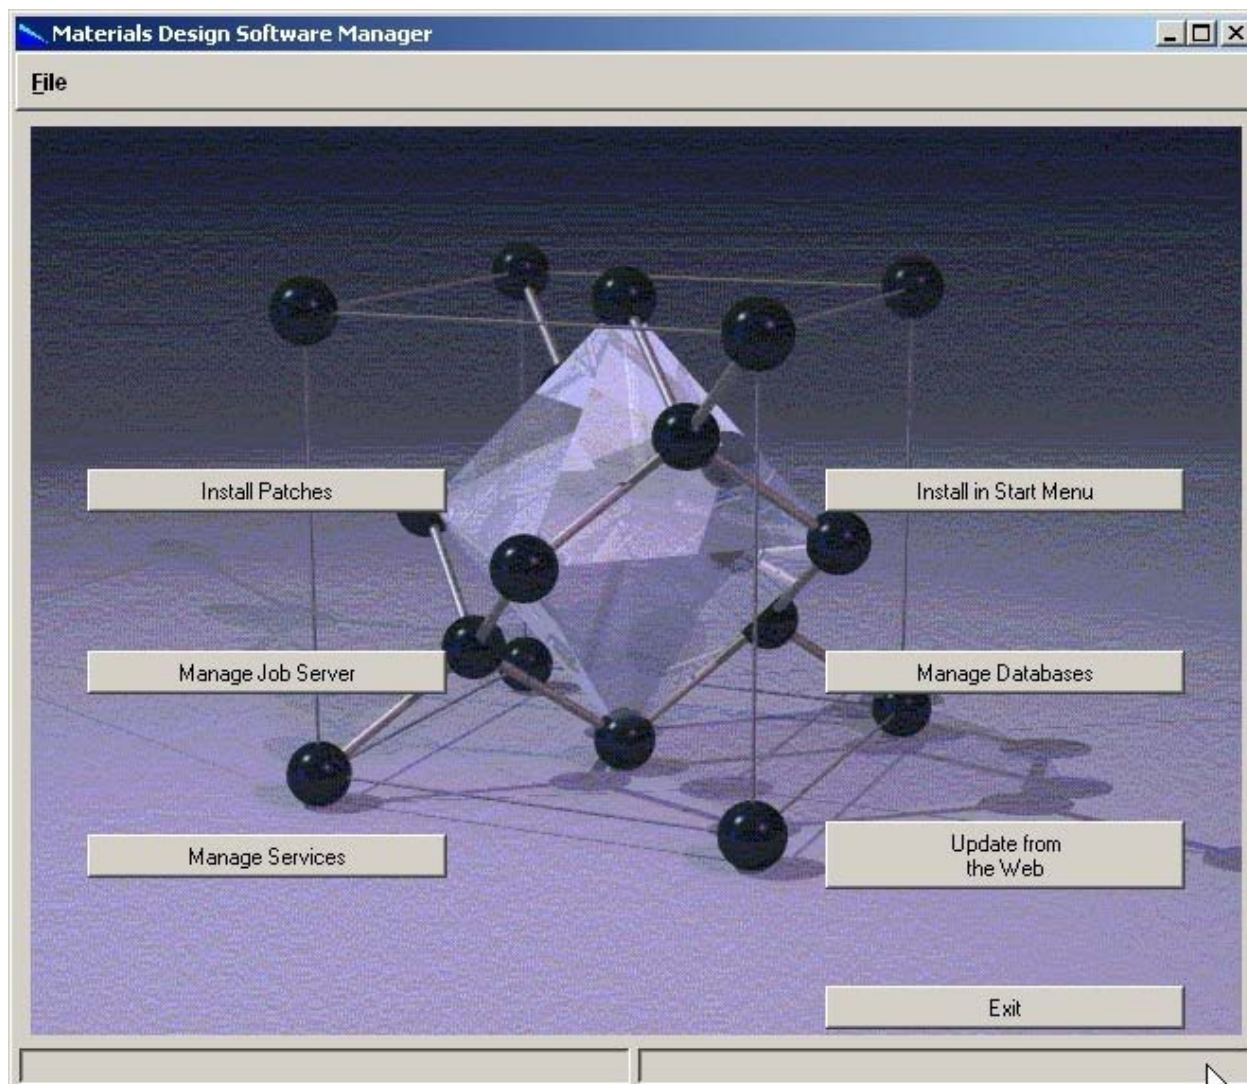 Materials Design Software Manager
File
Install Patches
Install in Start Menu
Manage Job Server
Manage Databases
Manage Services
Update from
the Web
Exit